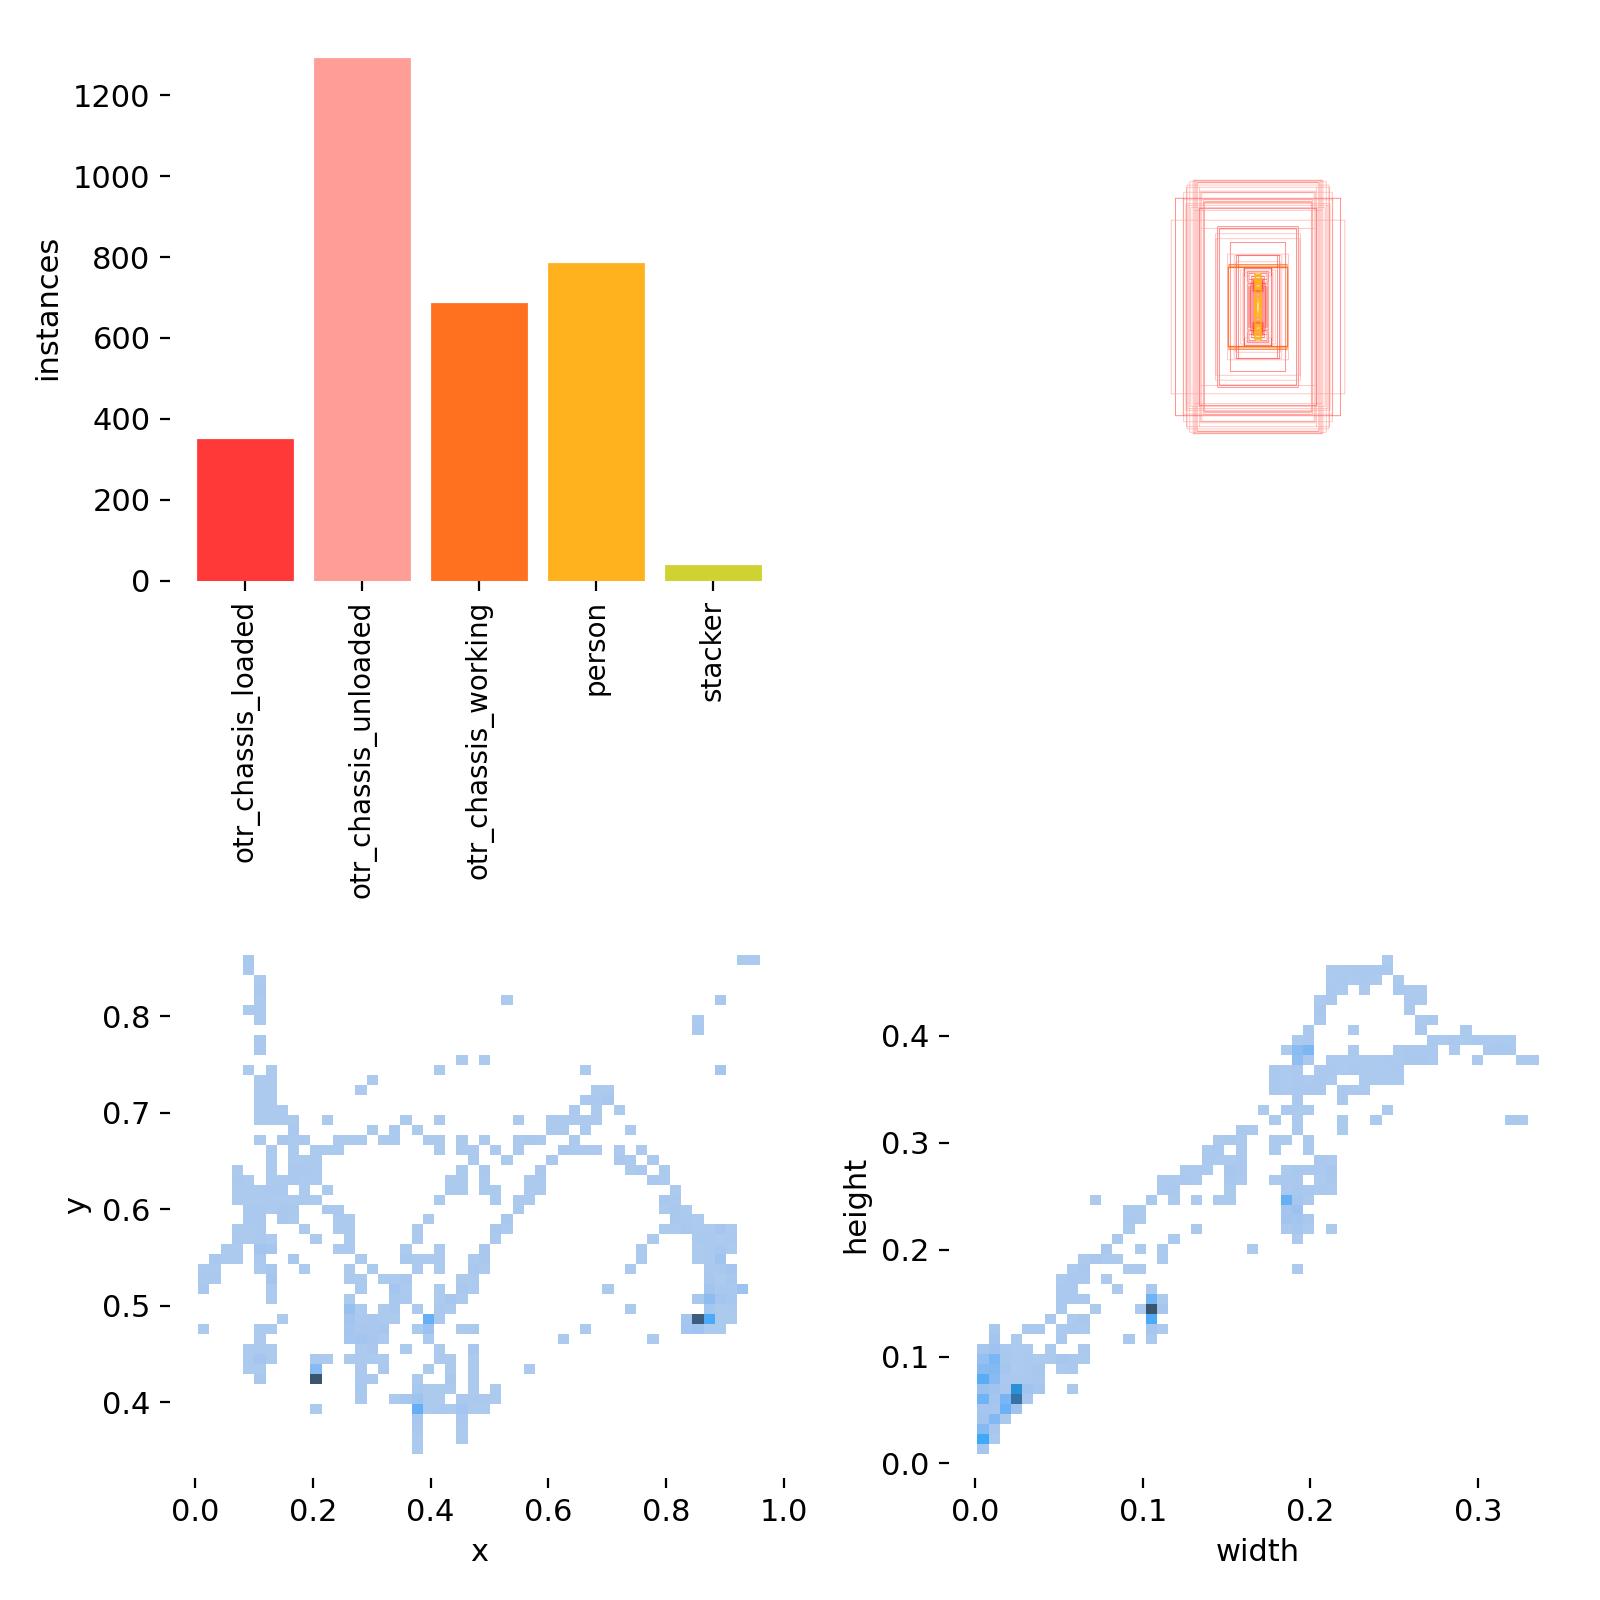 1200
1000
800
600
400
200
0
instances
otr_chassis_loaded
otr_chassis_unloaded
otr_chassis_working
person
stacker
0.8
0.7
0.6
0.5
0.4
y
0.0 0.2 0.4 0.6 0.8 1.0
x
0.4
0.3
0.2
0.1
0.0
height
0.0 0.1 0.2 0.3
width